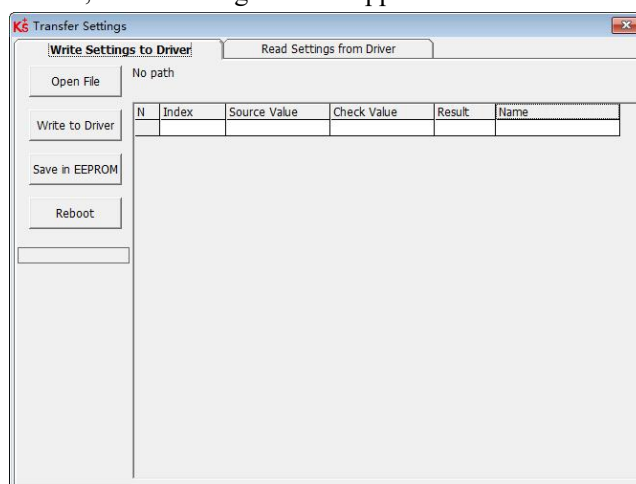 Transfer Settings
Write Settings to Driver Read Settings from Driver
Open File No path
N Index Source Value Check Value Result Name
Write to Driver
Save in EEPROM
Reboot